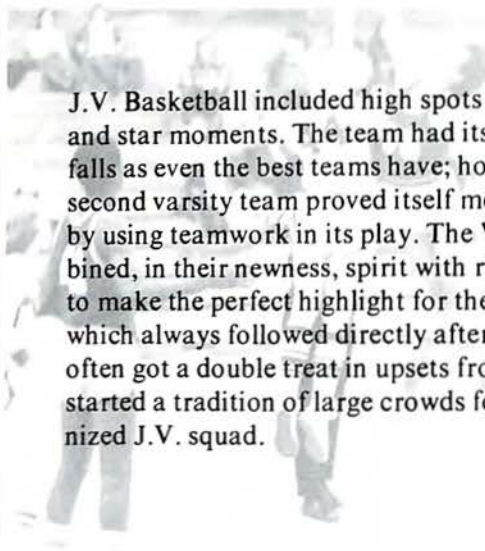 J.V. Basketball included high spots
and star moments. The team had its
falls as even the best teams have; ho
second varsity team proved itself m
by using teamwork in its play. The
bined, in their newness, spirit with r
to make the perfect highlight for the
which always followed directly after
often got a double treat in upsets fro
started a tradition of large crowds fo
nized J.V. squad.